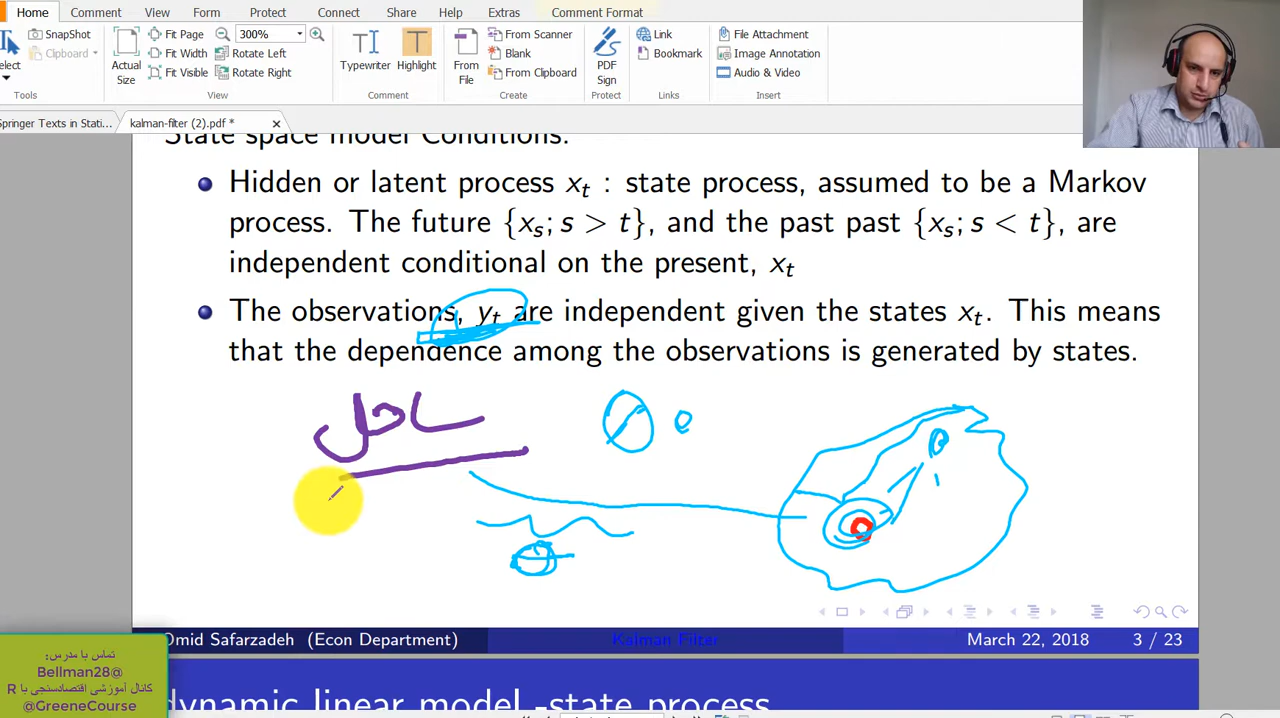 Home Comment View Form Protect Connect Share Help Extras Comment Format
SnapShot
Clipboard
Actual Size
Fit Page
Fit Width
Fit Visible
300%
Rotate Left
Rotate Right
Typewriter
Highlight
From File
From Scanner
Blank
From Clipboard
PDF Sign
Link
Bookmark
File Attachment
Image Annotation
Audio & Video
Tools View Comment Create Protect Links Insert
Springer Texts in Stati... kalman-filter (2).pdf *
State space model Conditions:
Hidden or latent process xₜ : state process, assumed to be a Markov
process. The future {xₛ; s > t}, and the past past {xₛ; s < t}, are
independent conditional on the present, xₜ
The observations, yₜ are independent given the states xₜ. This means
that the dependence among the observations is generated by states.
ساحل
Omid Safarzadeh (Econ Department) Kalman Filter March 22, 2018 3 / 23
dynamic linear model -state process
تماس با مدرس:
@Bellman28
کانال آموزشی اقتصادسنجی با R
@GreeneCourse